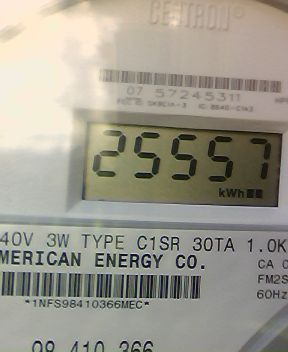 CENTRON®
07 57245311
25557
kWh
40V 3W TYPE C1SR 30TA 1.0K
MERICAN ENERGY CO.
CA 0
FM2S
60Hz
*1NFS98410366MEC*
98 410 366